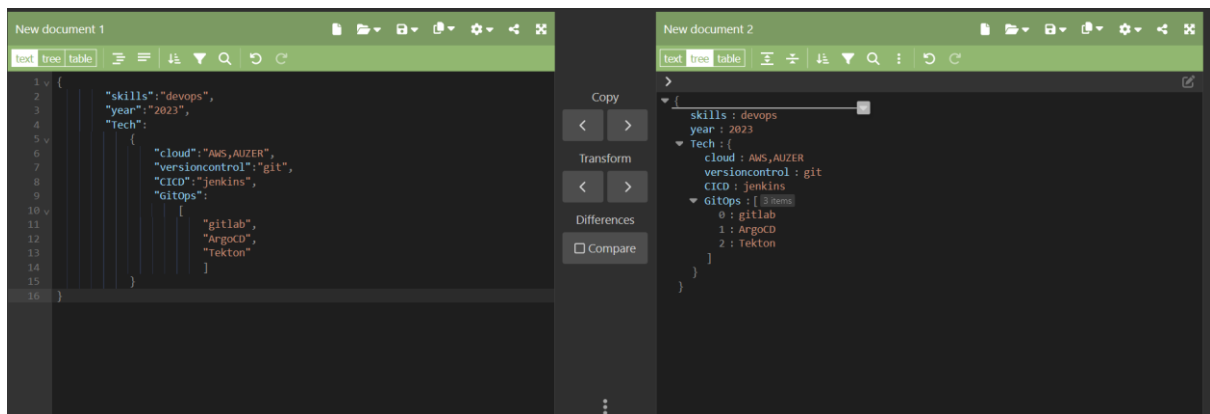 New document 1
text tree table
1 {
2 "skills":"devops",
3 "year":"2023",
4 "Tech":
5 {
6 "cloud":"AWS,AUZER",
7 "versioncontrol":"git",
8 "CICD":"jenkins",
9 "GitOps":
10 [
11 "gitlab",
12 "ArgoCD",
13 "Tekton"
14 ]
15 }
16 }
Copy
< >
Transform
< >
Differences
Compare
New document 2
text tree table
{
skills : devops
year : 2023
Tech : {
cloud : AWS,AUZER
versioncontrol : git
CICD : jenkins
GitOps : [ 3 items
0 : gitlab
1 : ArgoCD
2 : Tekton
]
}
}